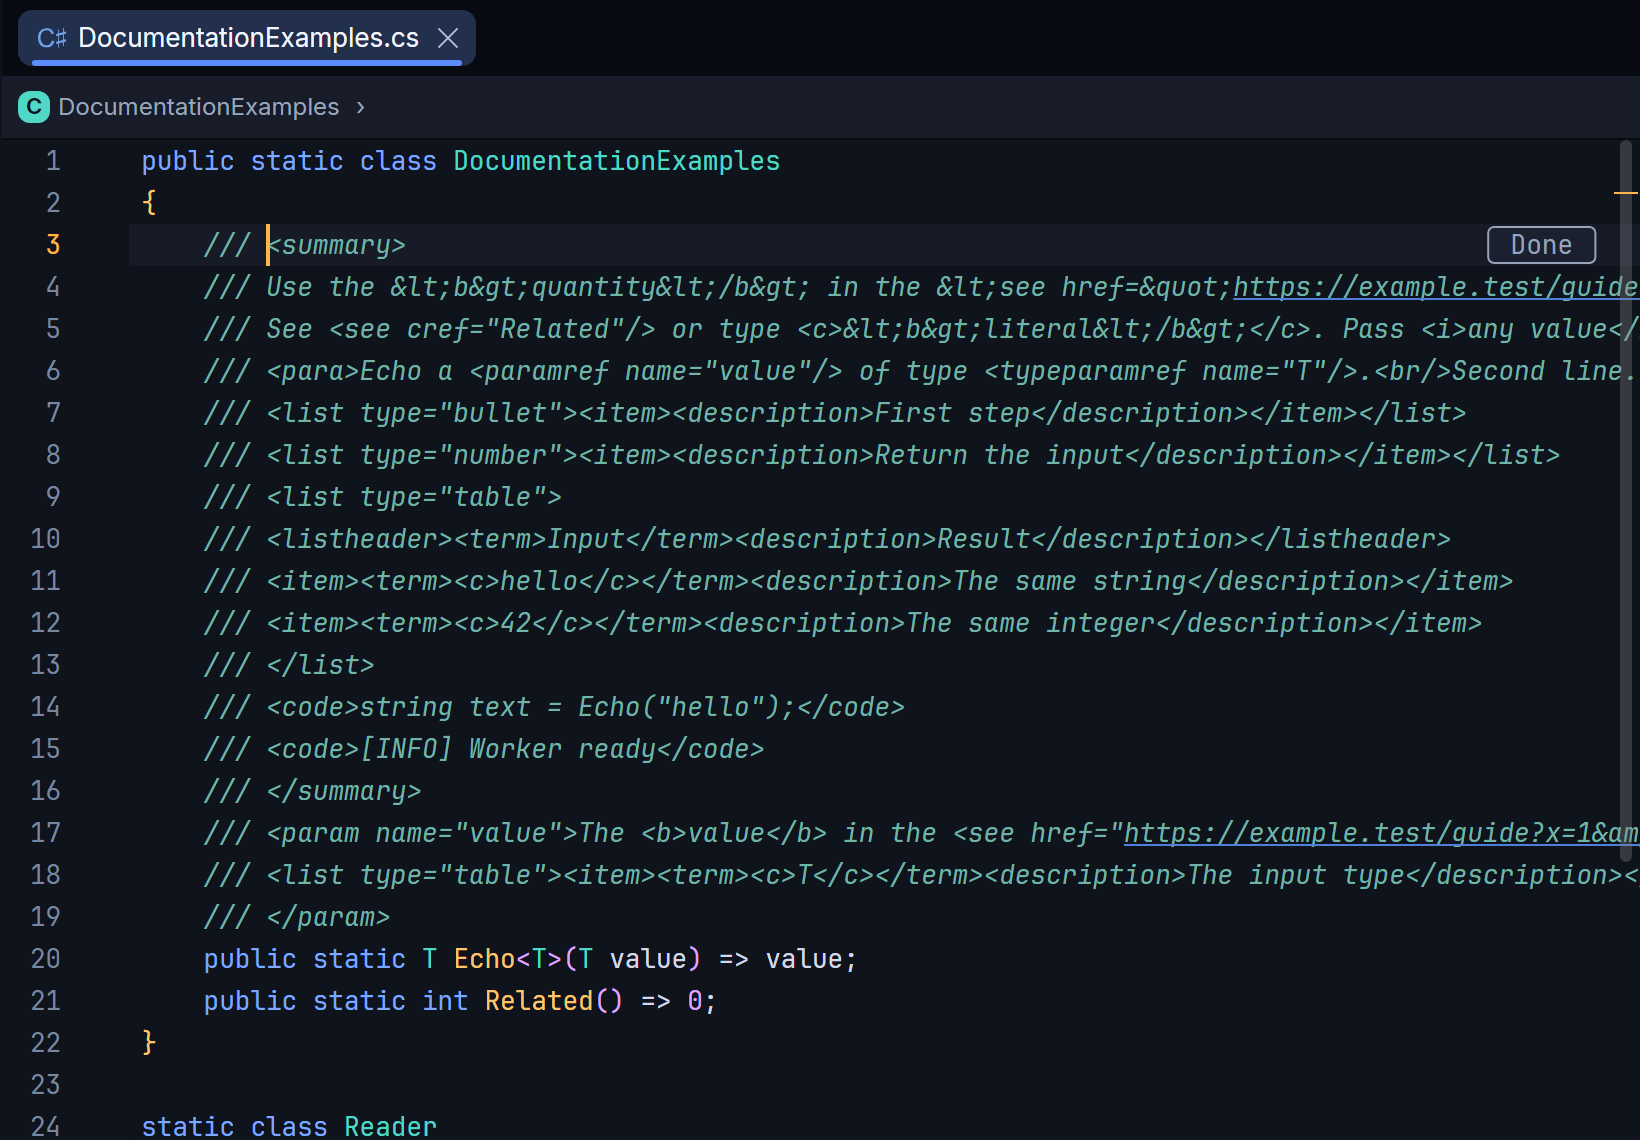 C# DocumentationExamples.cs
C DocumentationExamples ›
1 public static class DocumentationExamples
2 {
3 /// <summary> Done
4 /// Use the &lt;b&gt;quantity&lt;/b&gt; in the &lt;see href=&quot;https://example.test/guide
5 /// See <see cref="Related"/> or type <c>&lt;b&gt;literal&lt;/b&gt;</c>. Pass <i>any value</
6 /// <para>Echo a <paramref name="value"/> of type <typeparamref name="T"/>.<br/>Second line.
7 /// <list type="bullet"><item><description>First step</description></item></list>
8 /// <list type="number"><item><description>Return the input</description></item></list>
9 /// <list type="table">
10 /// <listheader><term>Input</term><description>Result</description></listheader>
11 /// <item><term><c>hello</c></term><description>The same string</description></item>
12 /// <item><term><c>42</c></term><description>The same integer</description></item>
13 /// </list>
14 /// <code>string text = Echo("hello");</code>
15 /// <code>[INFO] Worker ready</code>
16 /// </summary>
17 /// <param name="value">The <b>value</b> in the <see href="https://example.test/guide?x=1&am
18 /// <list type="table"><item><term><c>T</c></term><description>The input type</description><
19 /// </param>
20 public static T Echo<T>(T value) => value;
21 public static int Related() => 0;
22 }
23
24 static class Reader